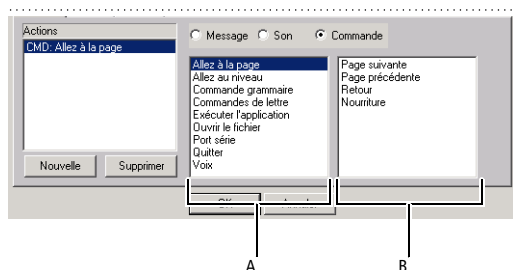 Actions
CMD: Allez à la page
Message
Son
Commande
Allez à la page
Allez au niveau
Commande grammaire
Commandes de lettre
Exécuter l'application
Ouvrir le fichier
Port série
Quitter
Voix
Page suivante
Page précédente
Retour
Nourriture
Nouvelle
Supprimer
A
B